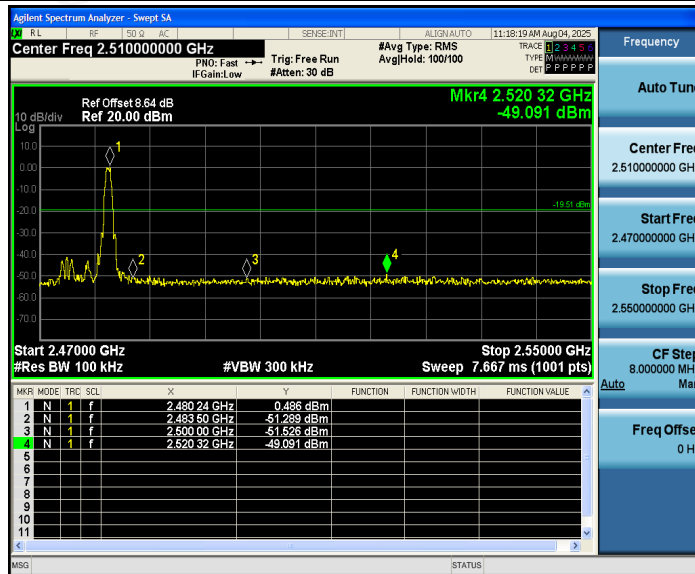 Agilent Spectrum Analyzer - Swept SA
LXI RL RF 50 Ω AC SENSE:INT ALIGN AUTO 11:18:19 AM Aug 04, 2025
Center Freq 2.510000000 GHz
PNO: Fast
IFGain:Low
Trig: Free Run
#Atten: 30 dB
#Avg Type: RMS
Avg|Hold: 100/100
TRACE 1 2 3 4 5 6
TYPE M
DET P P P P P P
Mkr4 2.520 32 GHz
-49.091 dBm
Ref Offset 8.64 dB
10 dB/div Ref 20.00 dBm
Log
10.0
0.00
-10.0
-20.0
-30.0
-40.0
-50.0
-60.0
-70.0
1
2
3
4
-19.51 dBm
Start 2.47000 GHz Stop 2.55000 GHz
#Res BW 100 kHz #VBW 300 kHz Sweep 7.667 ms (1001 pts)
MKR MODE TRC SCL X Y FUNCTION FUNCTION WIDTH FUNCTION VALUE
1 N 1 f 2.480 24 GHz 0.486 dBm
2 N 1 f 2.483 50 GHz -51.289 dBm
3 N 1 f 2.500 00 GHz -51.526 dBm
4 N 1 f 2.520 32 GHz -49.091 dBm
5
6
7
8
9
10
11
MSG STATUS
Frequency
Auto Tun
Center Fre
2.510000000 GH
Start Fre
2.470000000 GH
Stop Fre
2.550000000 GH
CF Step
8.000000 MH
Auto Ma
Freq Offse
0 H